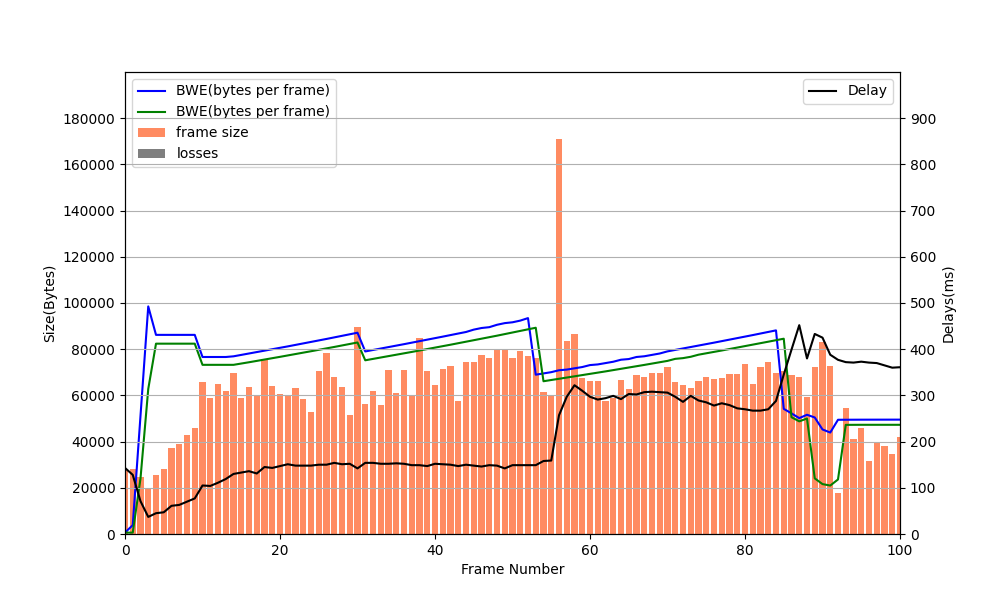 BWE(bytes per frame)
BWE(bytes per frame)
frame size
losses
Delay
180000
160000
140000
120000
100000
80000
60000
40000
20000
0
Size(Bytes)
900
800
700
600
500
400
300
200
100
0
Delays(ms)
0 20 40 60 80 100
Frame Number